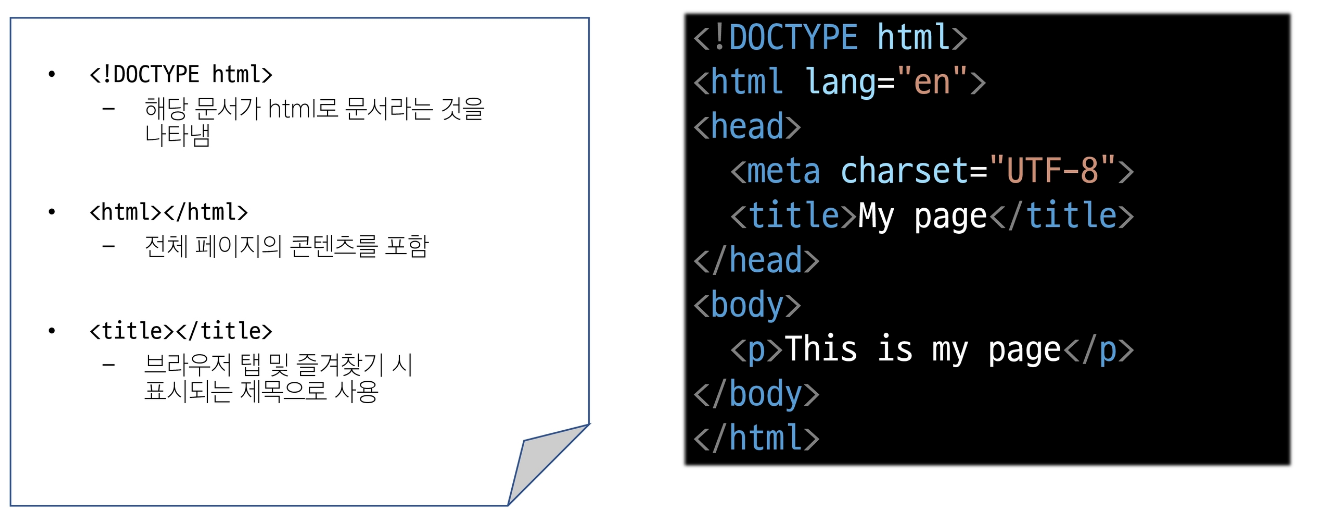 • <!DOCTYPE html>
– 해당 문서가 html로 문서라는 것을
나타냄
• <html></html>
– 전체 페이지의 콘텐츠를 포함
• <title></title>
– 브라우저 탭 및 즐겨찾기 시
표시되는 제목으로 사용
<!DOCTYPE html>
<html lang="en">
<head>
  <meta charset="UTF-8">
  <title>My page</title>
</head>
<body>
  <p>This is my page</p>
</body>
</html>